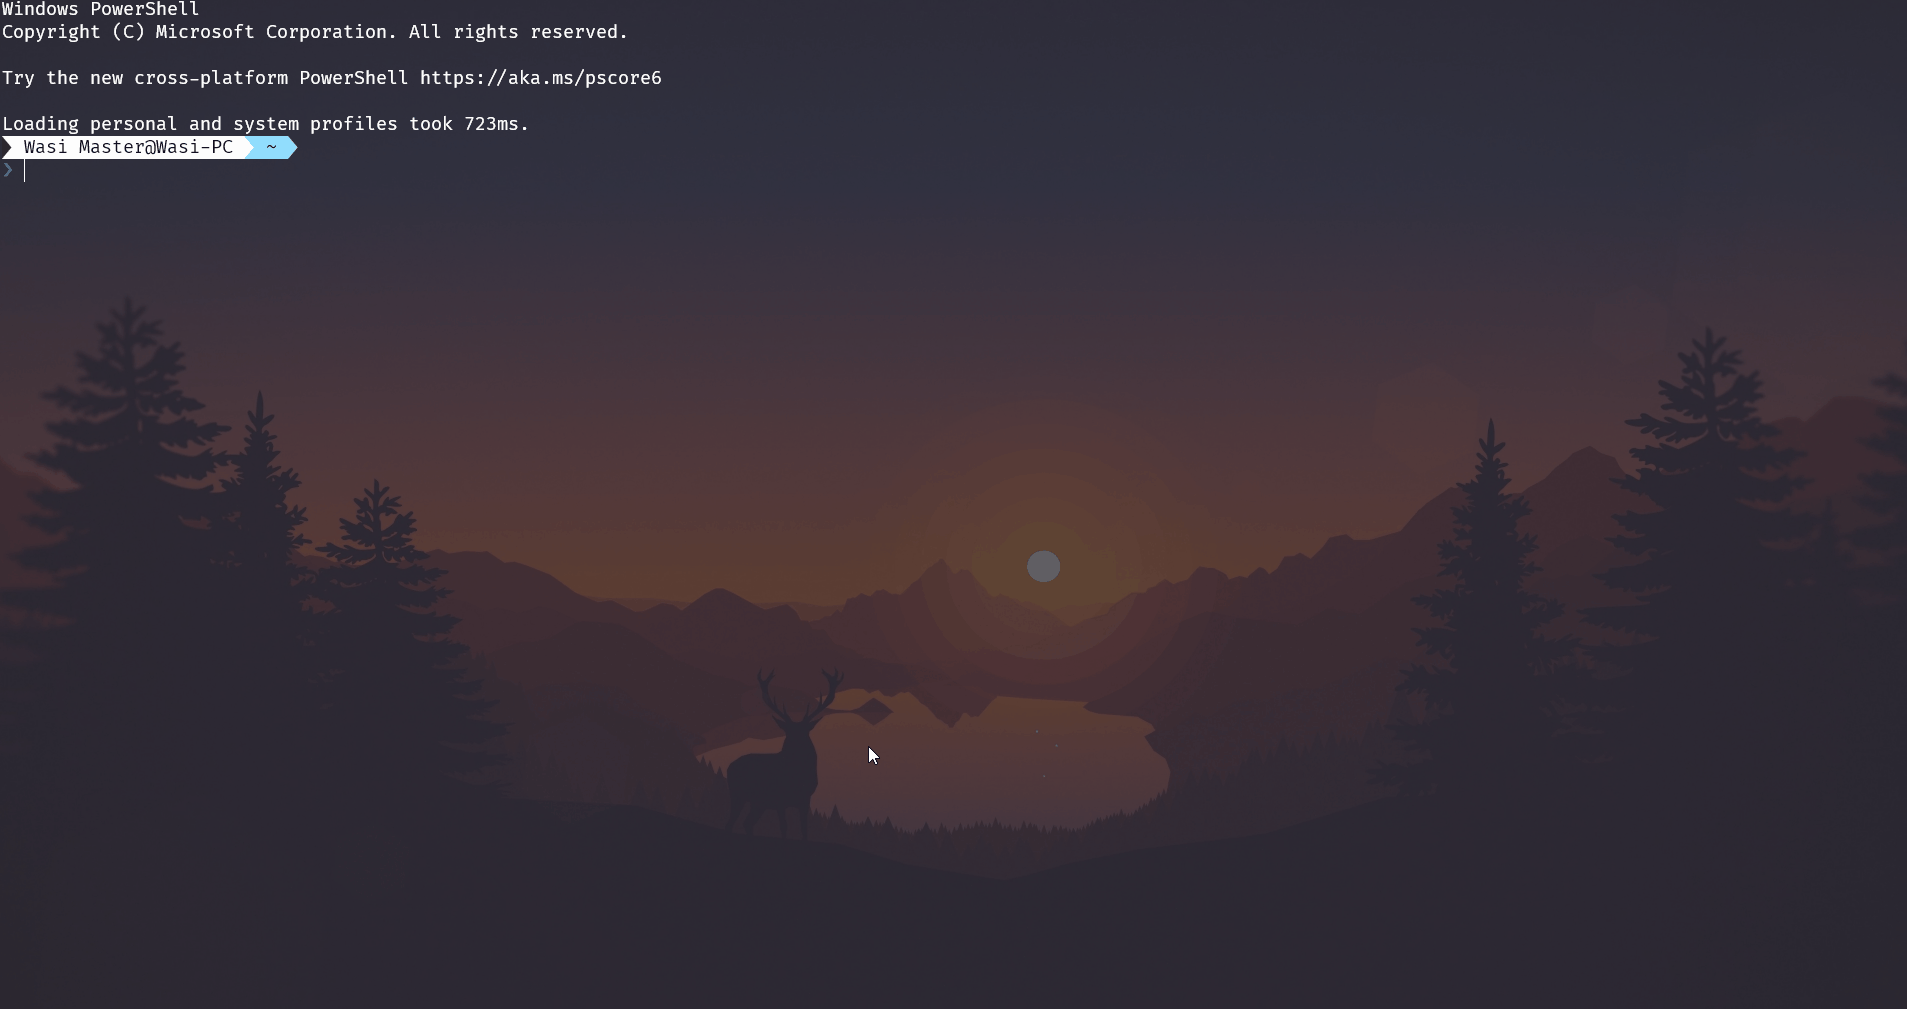 Windows PowerShell
Copyright (C) Microsoft Corporation. All rights reserved.
Try the new cross-platform PowerShell https://aka.ms/pscore6
Loading personal and system profiles took 723ms.
Wasi Master@Wasi-PC ~
❯